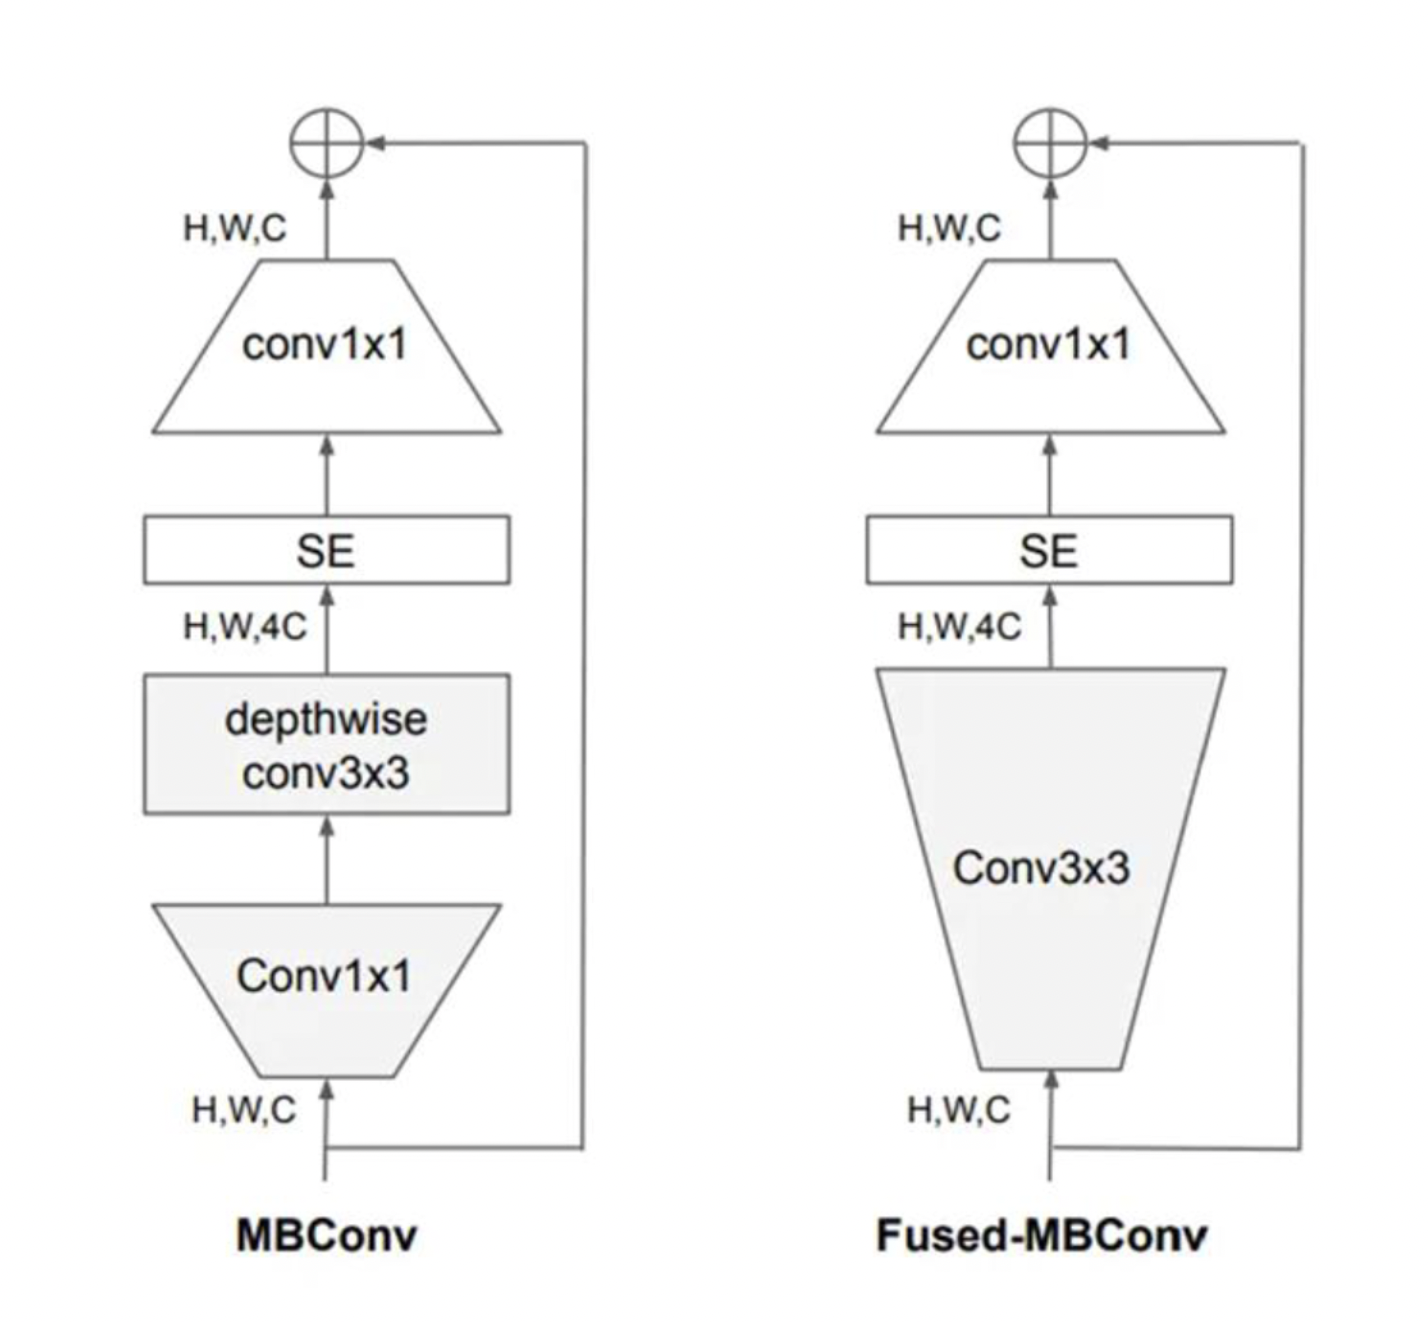 H,W,C
conv1x1
SE
H,W,4C
depthwise
conv3x3
Conv1x1
H,W,C
MBConv
H,W,C
conv1x1
SE
H,W,4C
Conv3x3
H,W,C
Fused-MBConv